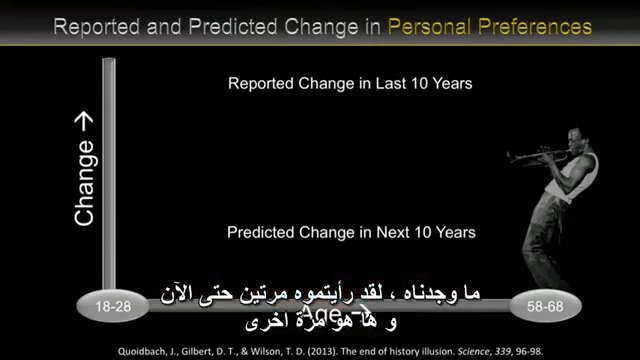 Reported and Predicted Change in Personal Preferences
Reported Change in Last 10 Years
Change →
Predicted Change in Next 10 Years
18-28
Age →
58-68
ما وجدناه ، لقد رأيتموه مرتين حتى الآن
و ها هو مرة اخرى
Quoidbach, J., Gilbert, D. T., & Wilson, T. D. (2013). The end of history illusion. Science, 339, 96-98.